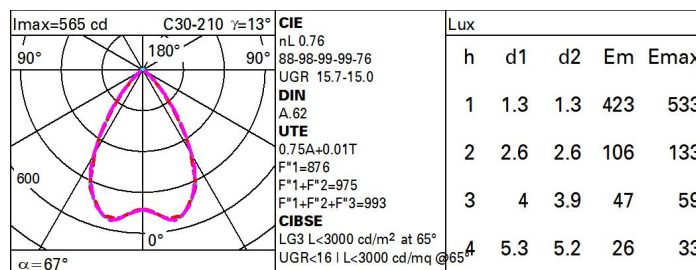 Imax=565 cd C30-210 γ=13°
90° 180° 90°
600
0°
α=67°
CIE
nL 0.76
88-98-99-99-76
UGR 15.7-15.0
DIN
A.62
UTE
0.75A+0.01T
F"1=876
F"1+F"2=975
F"1+F"2+F"3=993
CIBSE
LG3 L<3000 cd/m² at 65°
UGR<16 | L<3000 cd/mq @65°
Lux
h d1 d2 Em Emax
1 1.3 1.3 423 533
2 2.6 2.6 106 133
3 4 3.9 47 59
4 5.3 5.2 26 33